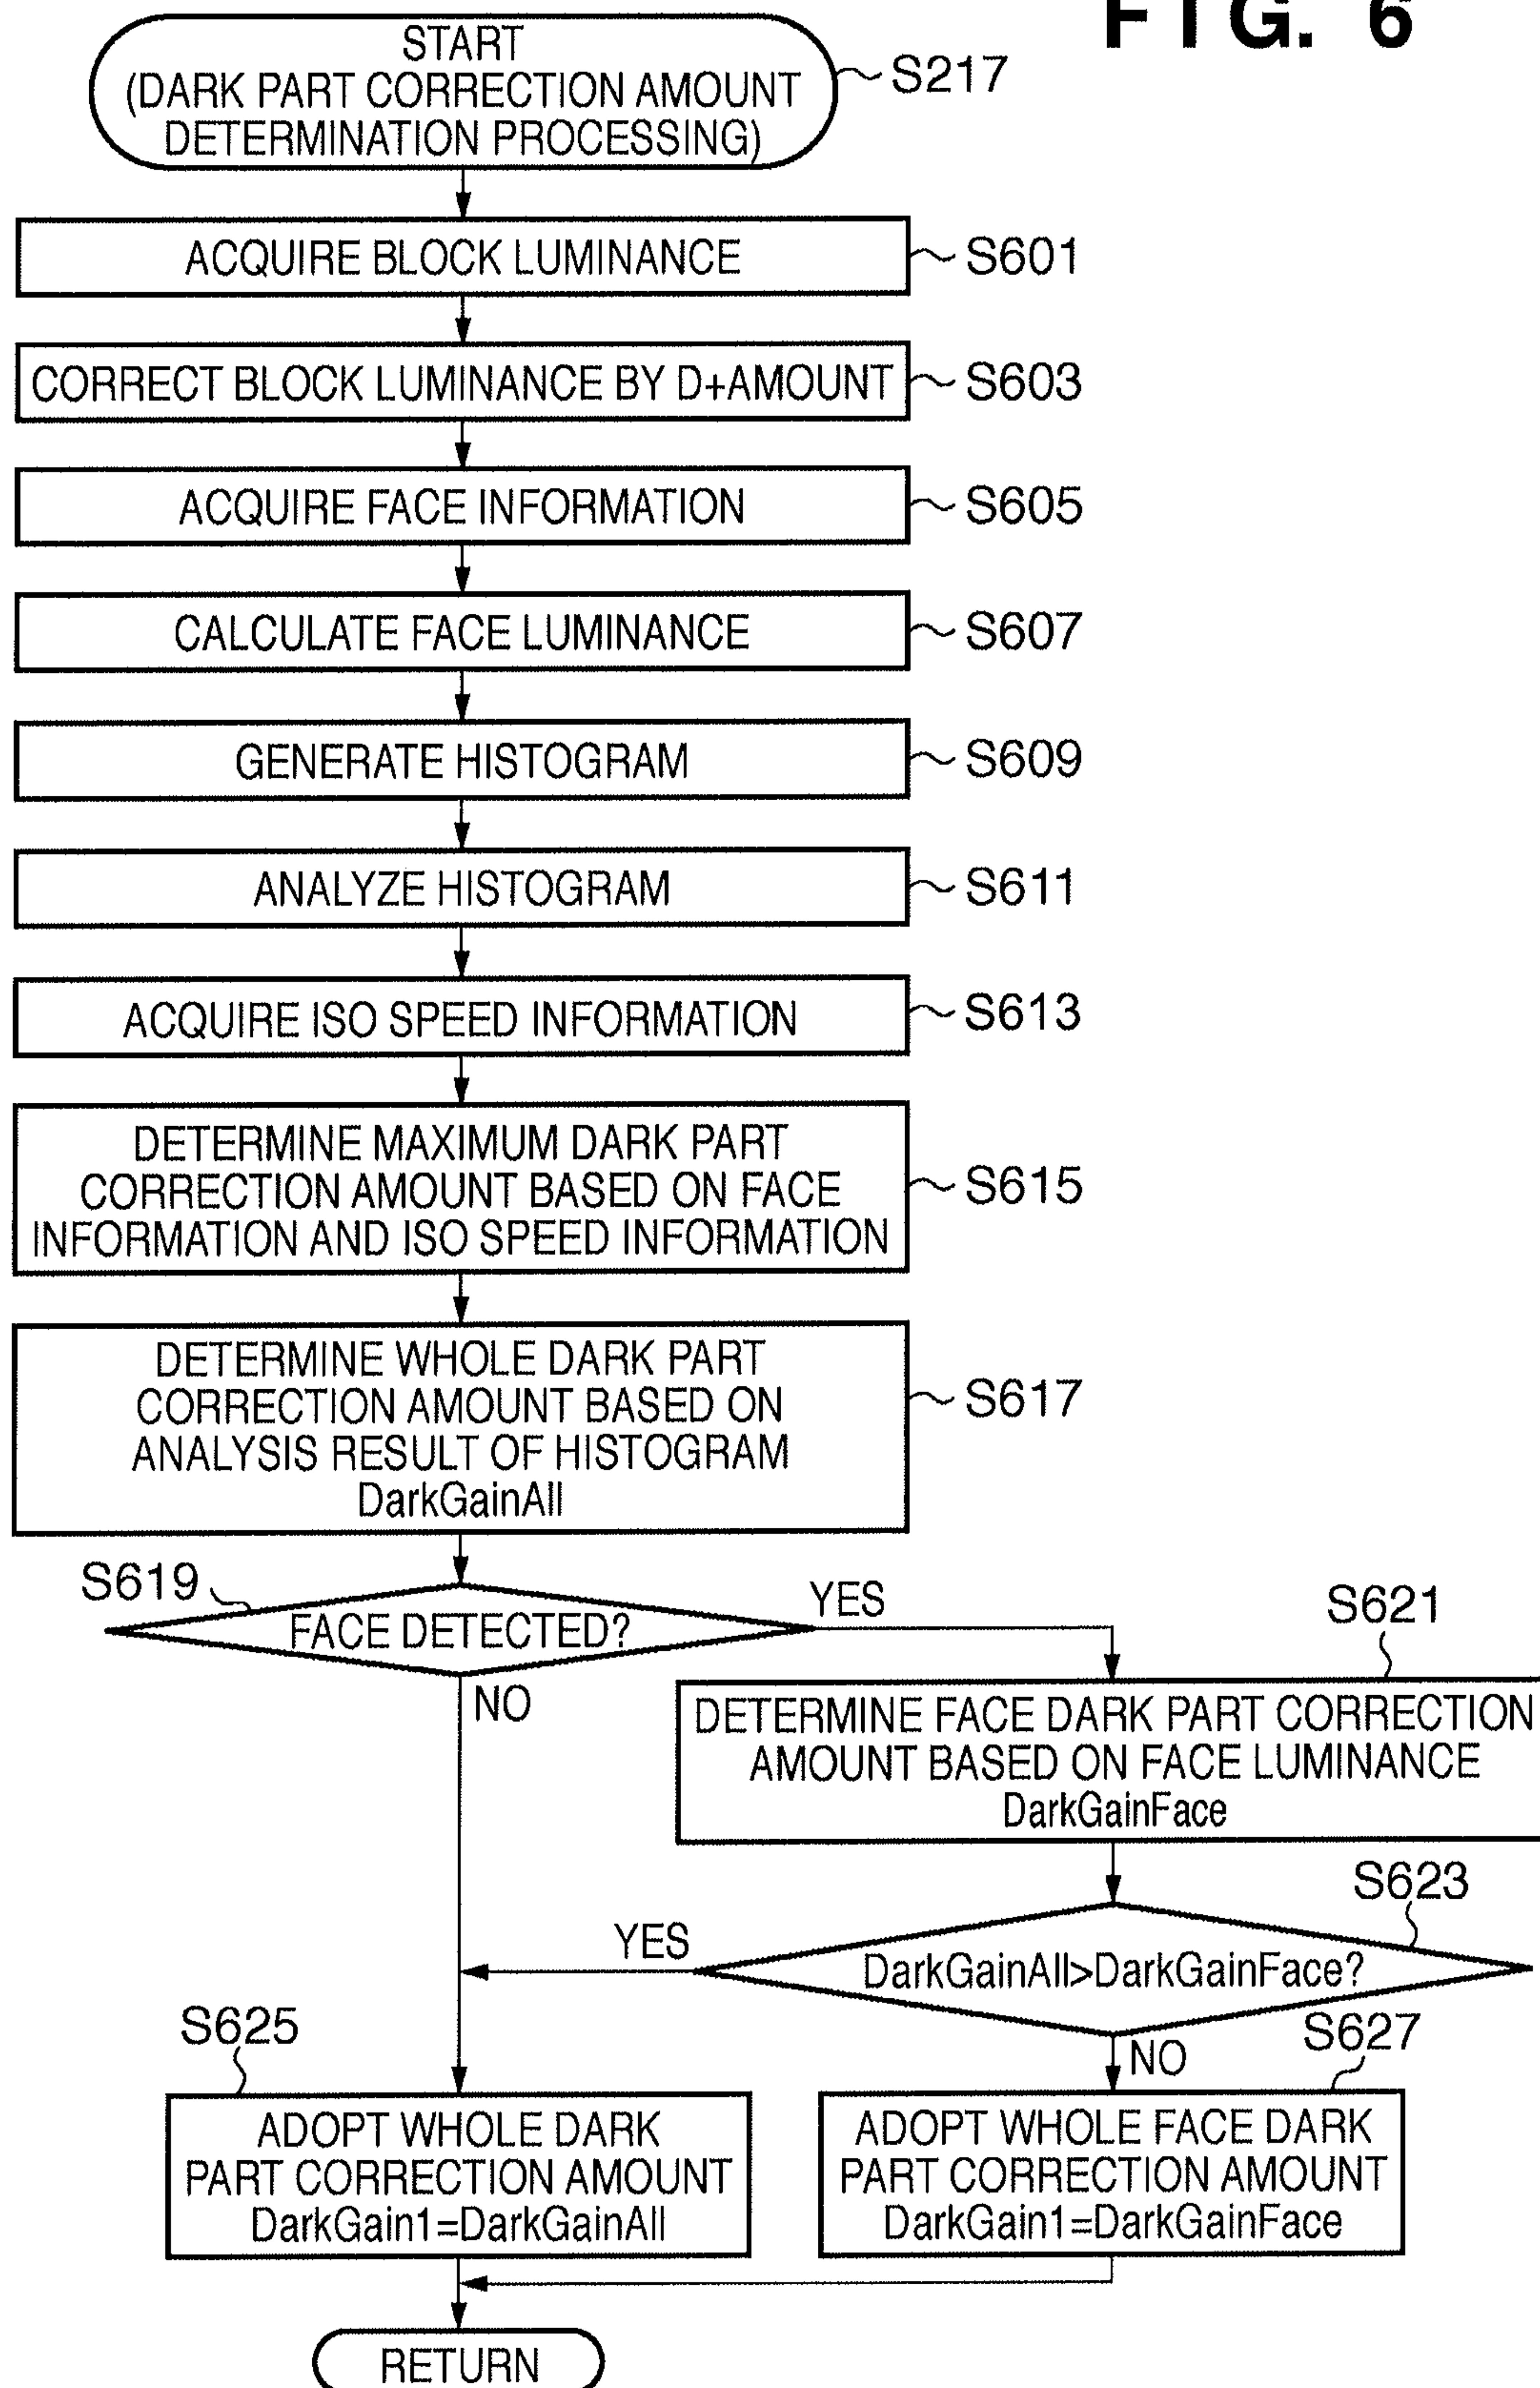 FIG. 6
START
(DARK PART CORRECTION AMOUNT
DETERMINATION PROCESSING)
S217
ACQUIRE BLOCK LUMINANCE
S601
CORRECT BLOCK LUMINANCE BY D+AMOUNT
S603
ACQUIRE FACE INFORMATION
S605
CALCULATE FACE LUMINANCE
S607
GENERATE HISTOGRAM
S609
ANALYZE HISTOGRAM
S611
ACQUIRE ISO SPEED INFORMATION
S613
DETERMINE MAXIMUM DARK PART
CORRECTION AMOUNT BASED ON FACE
INFORMATION AND ISO SPEED INFORMATION
S615
DETERMINE WHOLE DARK PART
CORRECTION AMOUNT BASED ON
ANALYSIS RESULT OF HISTOGRAM
DarkGainAll
S617
S619
FACE DETECTED?
YES
NO
S621
DETERMINE FACE DARK PART CORRECTION
AMOUNT BASED ON FACE LUMINANCE
DarkGainFace
S623
DarkGainAll>DarkGainFace?
YES
NO
S625
ADOPT WHOLE DARK
PART CORRECTION AMOUNT
DarkGain1=DarkGainAll
S627
ADOPT WHOLE FACE DARK
PART CORRECTION AMOUNT
DarkGain1=DarkGainFace
RETURN